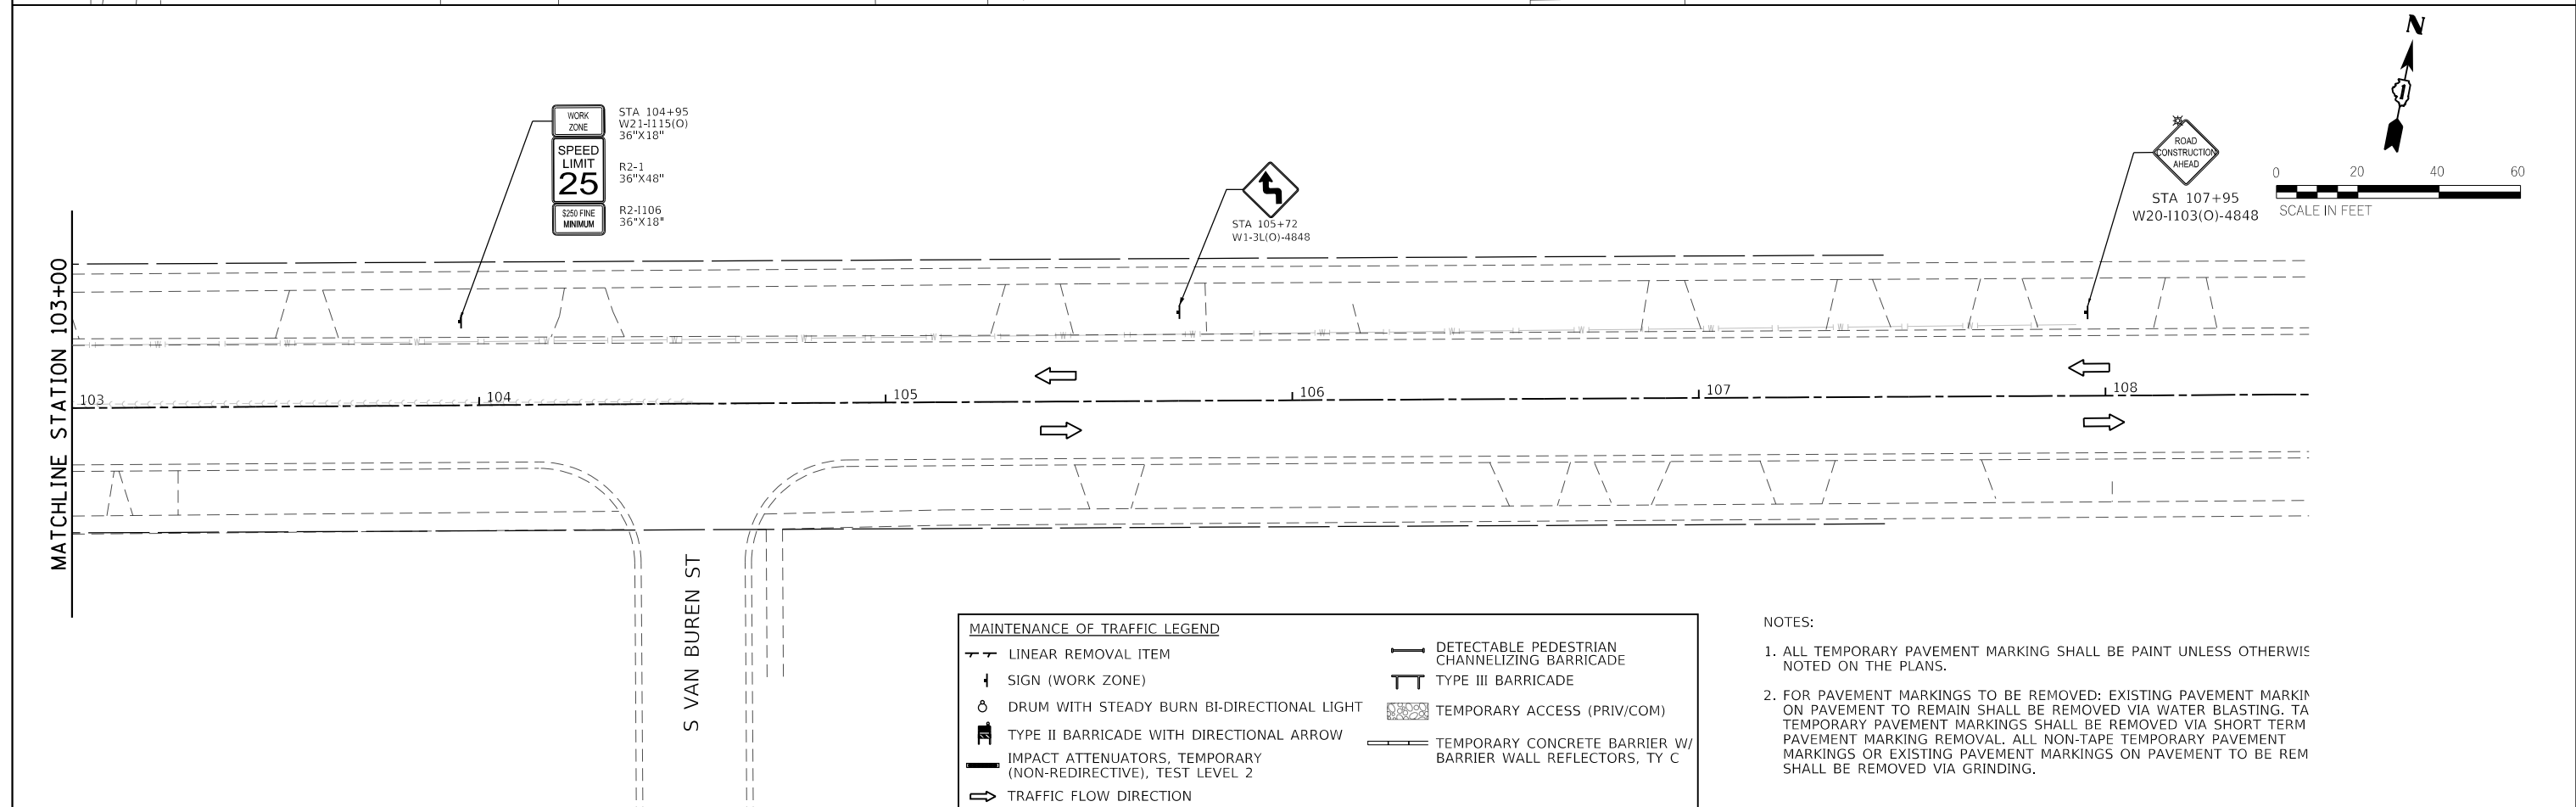 N
WORK
ZONE
SPEED
LIMIT
25
$250 FINE
MINIMUM
STA 104+95
W21-I115(O)
36"X18"
R2-1
36"X48"
R2-I106
36"X18"
STA 105+72
W1-3L(O)-4848
ROAD
CONSTRUCTION
AHEAD
STA 107+95
W20-I103(O)-4848
0 20 40 60
SCALE IN FEET
MATCHLINE STATION 103+00
103 104 105 106 107 108
W W W W W W W W W W W W W W
S VAN BUREN ST
MAINTENANCE OF TRAFFIC LEGEND
LINEAR REMOVAL ITEM
SIGN (WORK ZONE)
DRUM WITH STEADY BURN BI-DIRECTIONAL LIGHT
TYPE II BARRICADE WITH DIRECTIONAL ARROW
IMPACT ATTENUATORS, TEMPORARY
(NON-REDIRECTIVE), TEST LEVEL 2
TRAFFIC FLOW DIRECTION
DETECTABLE PEDESTRIAN
CHANNELIZING BARRICADE
TYPE III BARRICADE
TEMPORARY ACCESS (PRIV/COM)
TEMPORARY CONCRETE BARRIER W/
BARRIER WALL REFLECTORS, TY C
NOTES:
1. ALL TEMPORARY PAVEMENT MARKING SHALL BE PAINT UNLESS OTHERWIS
NOTED ON THE PLANS.
2. FOR PAVEMENT MARKINGS TO BE REMOVED: EXISTING PAVEMENT MARKIN
ON PAVEMENT TO REMAIN SHALL BE REMOVED VIA WATER BLASTING. TA
TEMPORARY PAVEMENT MARKINGS SHALL BE REMOVED VIA SHORT TERM
PAVEMENT MARKING REMOVAL. ALL NON-TAPE TEMPORARY PAVEMENT
MARKINGS OR EXISTING PAVEMENT MARKINGS ON PAVEMENT TO BE REM
SHALL BE REMOVED VIA GRINDING.